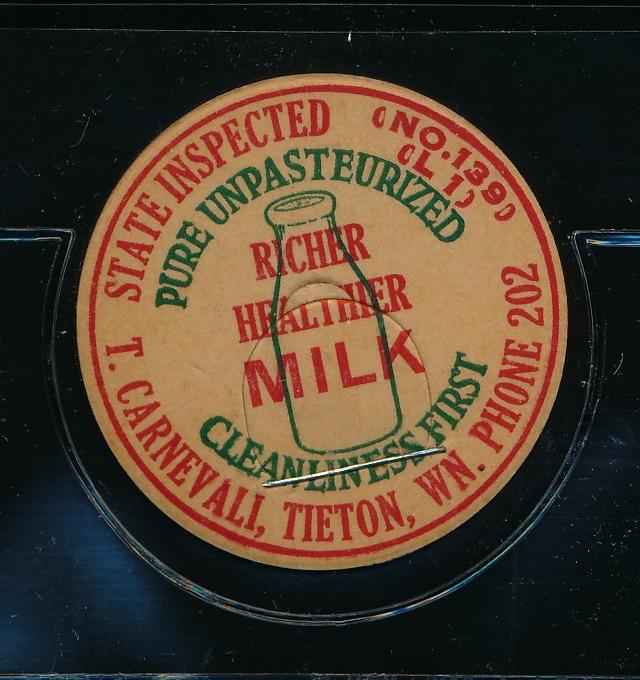 STATE INSPECTED
(NO.139)
(L 1)
PURE UNPASTEURIZED
RICHER
HEALTHIER
MILK
CLEANLINESS FIRST
T. CARNEVALI, TIETON, WN. PHONE 202